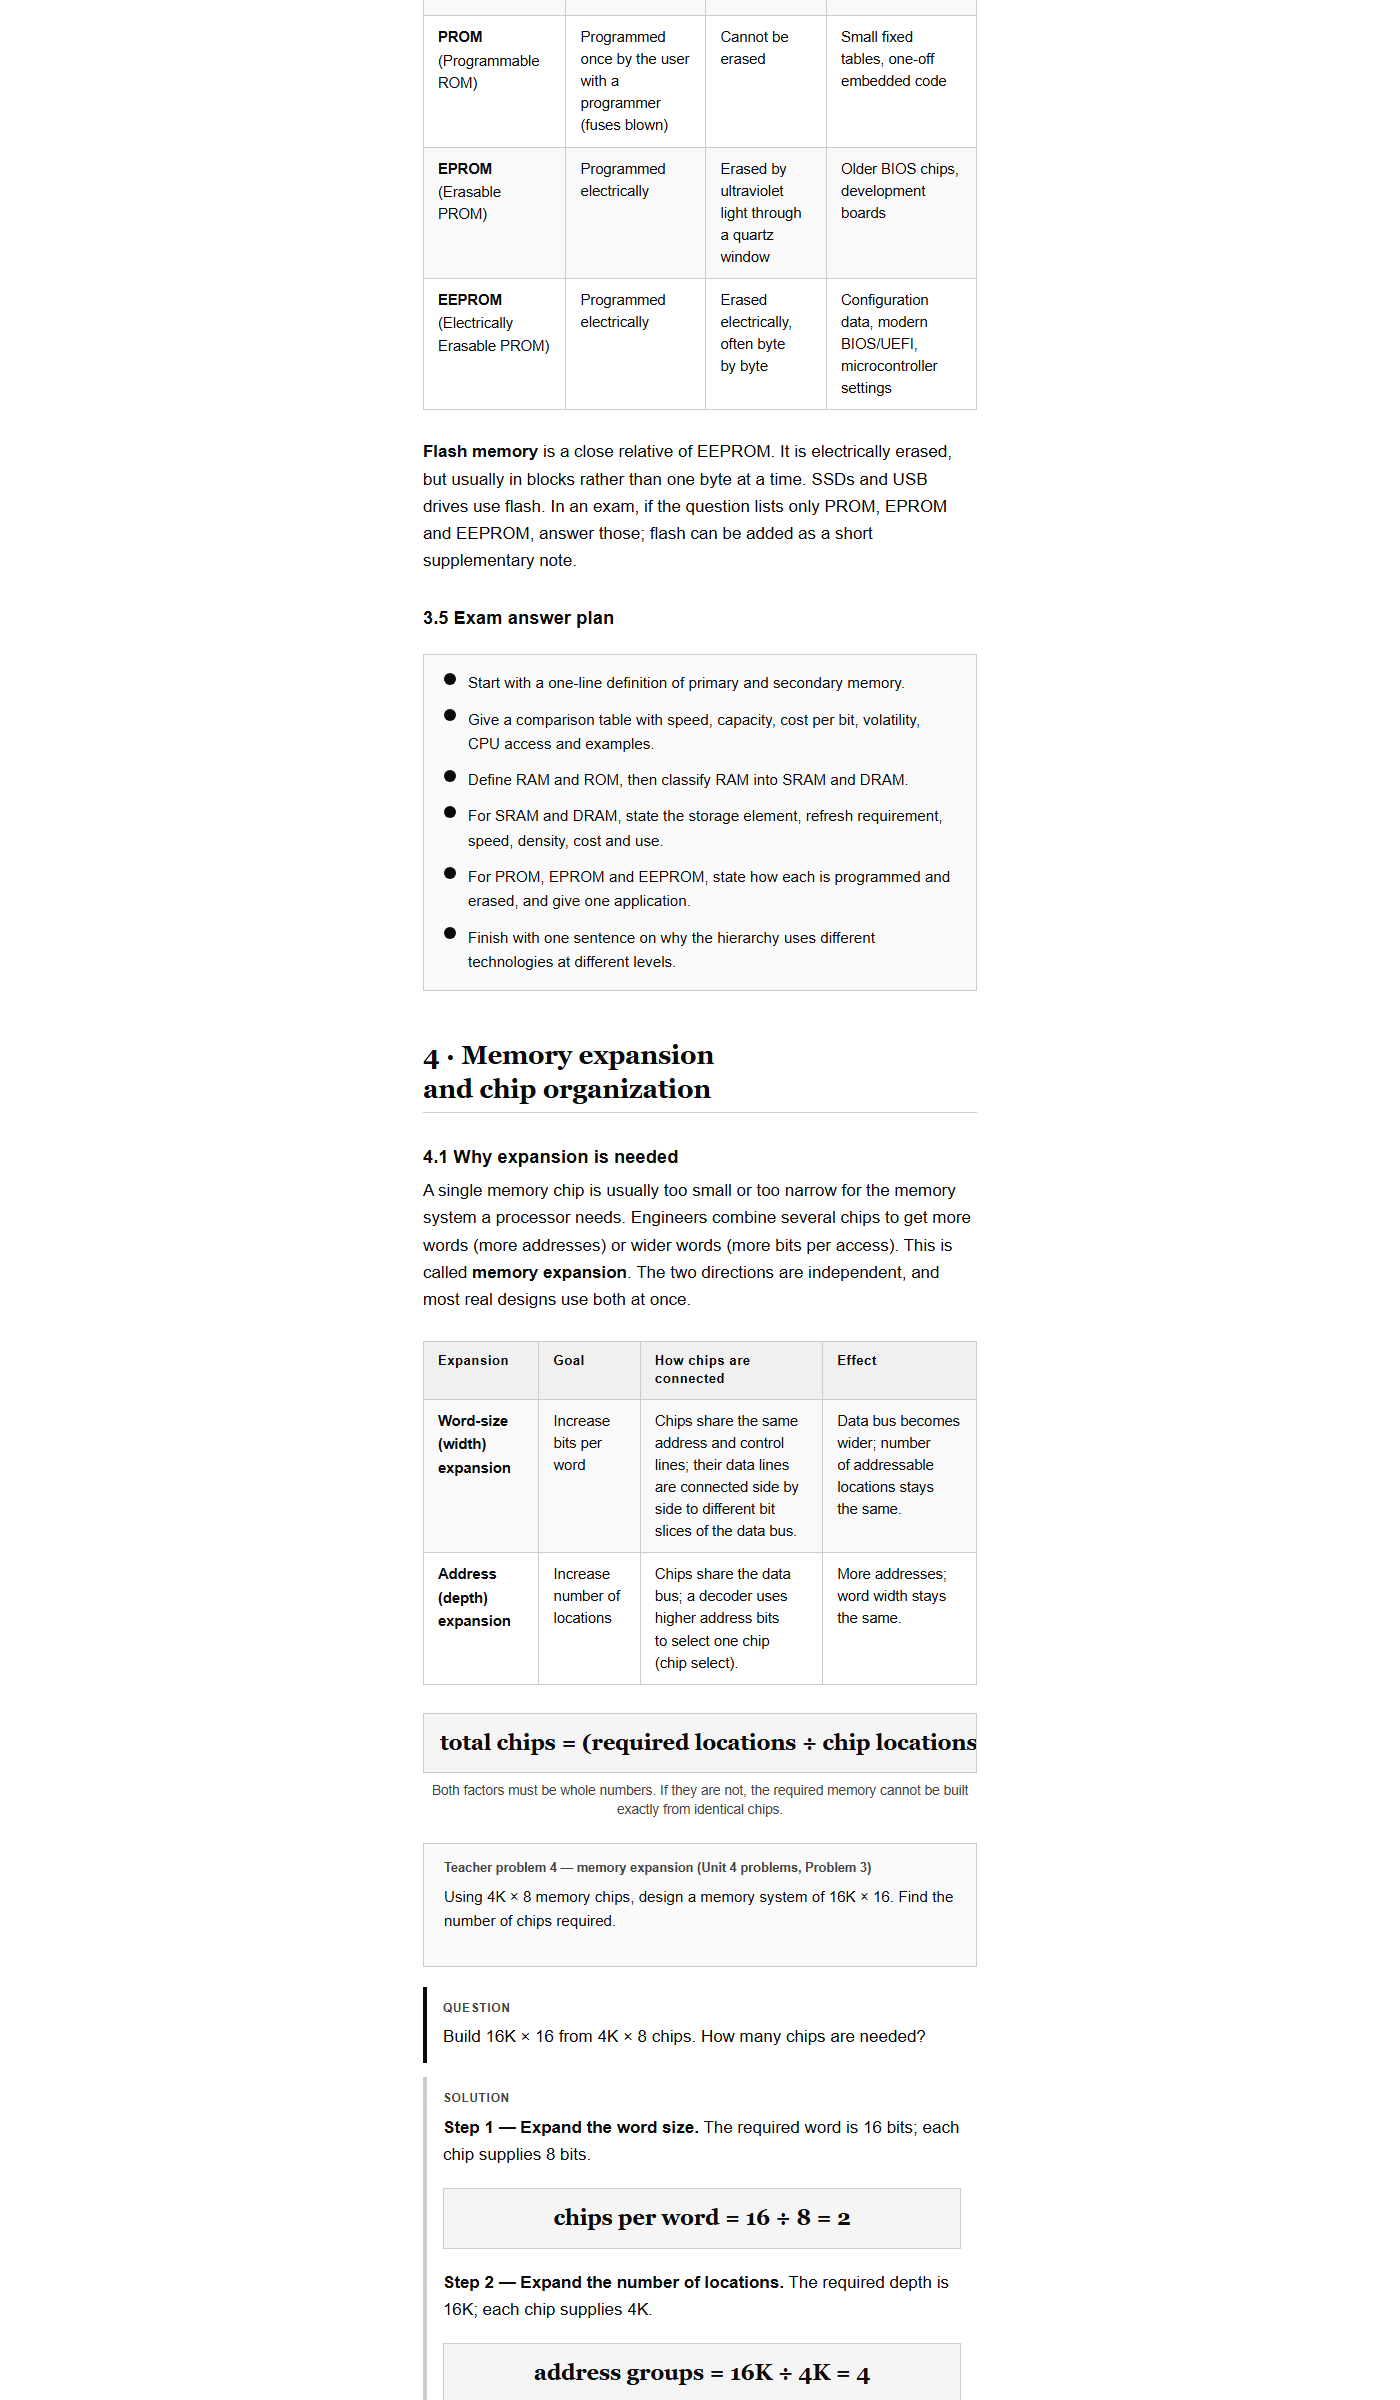 PROM
(Programmable
ROM)
Programmed
once by the user
with a
programmer
(fuses blown)
Cannot be
erased
Small fixed
tables, one-off
embedded code
EPROM
(Erasable
PROM)
Programmed
electrically
Erased by
ultraviolet
light through
a quartz
window
Older BIOS chips,
development
boards
EEPROM
(Electrically
Erasable PROM)
Programmed
electrically
Erased
electrically,
often byte
by byte
Configuration
data, modern
BIOS/UEFI,
microcontroller
settings
Flash memory is a close relative of EEPROM. It is electrically erased,
but usually in blocks rather than one byte at a time. SSDs and USB
drives use flash. In an exam, if the question lists only PROM, EPROM
and EEPROM, answer those; flash can be added as a short
supplementary note.
3.5 Exam answer plan
Start with a one-line definition of primary and secondary memory.
Give a comparison table with speed, capacity, cost per bit, volatility,
CPU access and examples.
Define RAM and ROM, then classify RAM into SRAM and DRAM.
For SRAM and DRAM, state the storage element, refresh requirement,
speed, density, cost and use.
For PROM, EPROM and EEPROM, state how each is programmed and
erased, and give one application.
Finish with one sentence on why the hierarchy uses different
technologies at different levels.
4 · Memory expansion
and chip organization
4.1 Why expansion is needed
A single memory chip is usually too small or too narrow for the memory
system a processor needs. Engineers combine several chips to get more
words (more addresses) or wider words (more bits per access). This is
called memory expansion. The two directions are independent, and
most real designs use both at once.
Expansion
Goal
How chips are
connected
Effect
Word-size
(width)
expansion
Increase
bits per
word
Chips share the same
address and control
lines; their data lines
are connected side by
side to different bit
slices of the data bus.
Data bus becomes
wider; number
of addressable
locations stays
the same.
Address
(depth)
expansion
Increase
number of
locations
Chips share the data
bus; a decoder uses
higher address bits
to select one chip
(chip select).
More addresses;
word width stays
the same.
total chips = (required locations ÷ chip locations
Both factors must be whole numbers. If they are not, the required memory cannot be built
exactly from identical chips.
Teacher problem 4 — memory expansion (Unit 4 problems, Problem 3)
Using 4K × 8 memory chips, design a memory system of 16K × 16. Find the
number of chips required.
QUESTION
Build 16K × 16 from 4K × 8 chips. How many chips are needed?
SOLUTION
Step 1 — Expand the word size. The required word is 16 bits; each
chip supplies 8 bits.
chips per word = 16 ÷ 8 = 2
Step 2 — Expand the number of locations. The required depth is
16K; each chip supplies 4K.
address groups = 16K ÷ 4K = 4